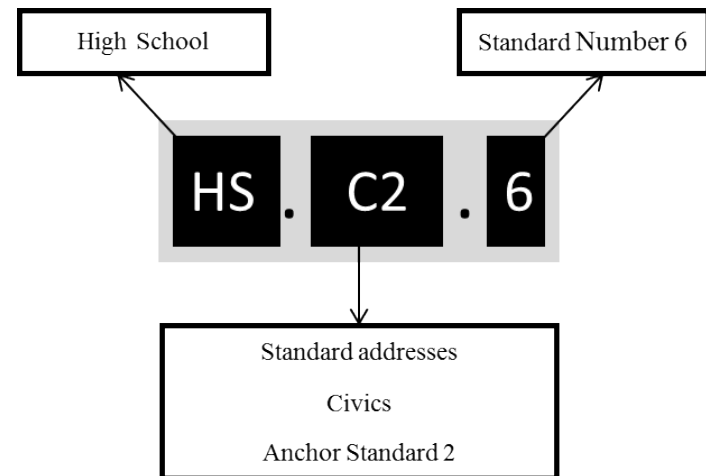 High School
Standard Number 6
HS . C2 . 6
Standard addresses
Civics
Anchor Standard 2